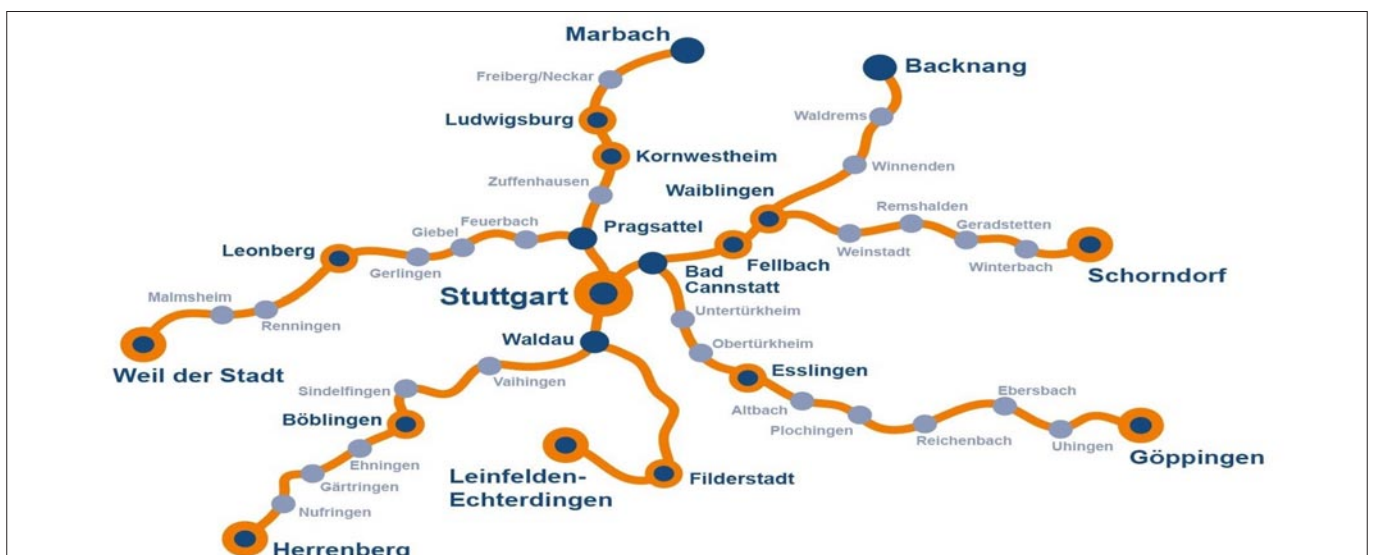 Marbach
Backnang
Freiberg/Neckar
Ludwigsburg
Waldrems
Kornwestheim
Winnenden
Zuffenhausen
Waiblingen
Remshalden
Feuerbach
Pragsattel
Geradstetten
Giebel
Leonberg
Gerlingen
Fellbach
Weinstadt
Winterbach
Schorndorf
Bad
Cannstatt
Stuttgart
Malmsheim
Renningen
Untertürkheim
Waldau
Obertürkheim
Weil der Stadt
Esslingen
Vaihingen
Sindelfingen
Ebersbach
Altbach
Böblingen
Plochingen
Reichenbach
Uhingen
Göppingen
Ehningen
Leinfelden-
Echterdingen
Filderstadt
Gärtringen
Nufringen
Herrenberg